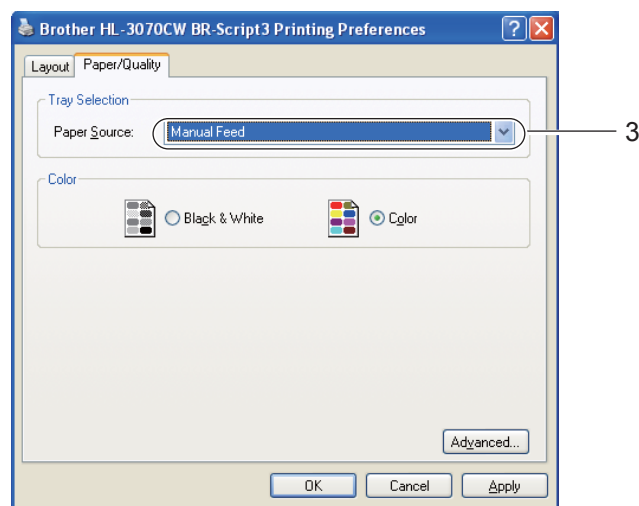 Brother HL-3070CW BR-Script3 Printing Preferences
Layout Paper/Quality
Tray Selection
Paper Source: Manual Feed 3
Color
Black & White Color
Advanced...
OK Cancel Apply